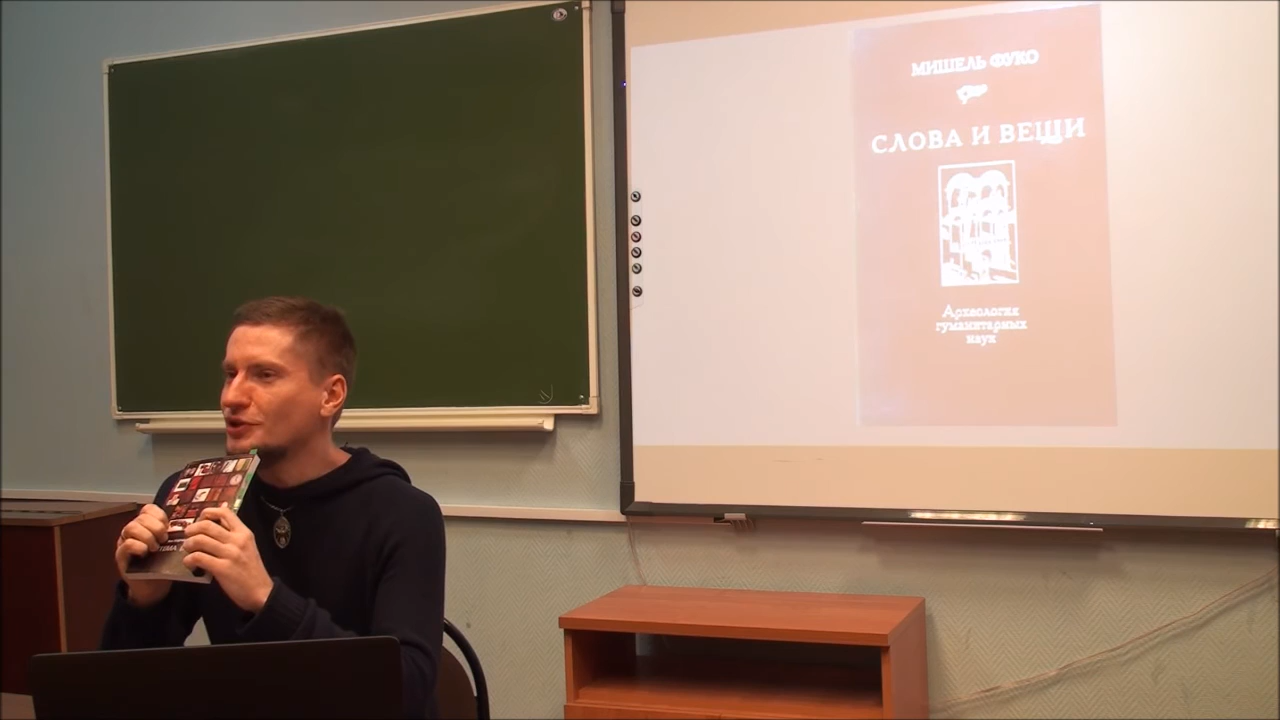 МИШЕЛЬ ФУКО
СЛОВА И ВЕЩИ
Археология
гуманитарных
наук